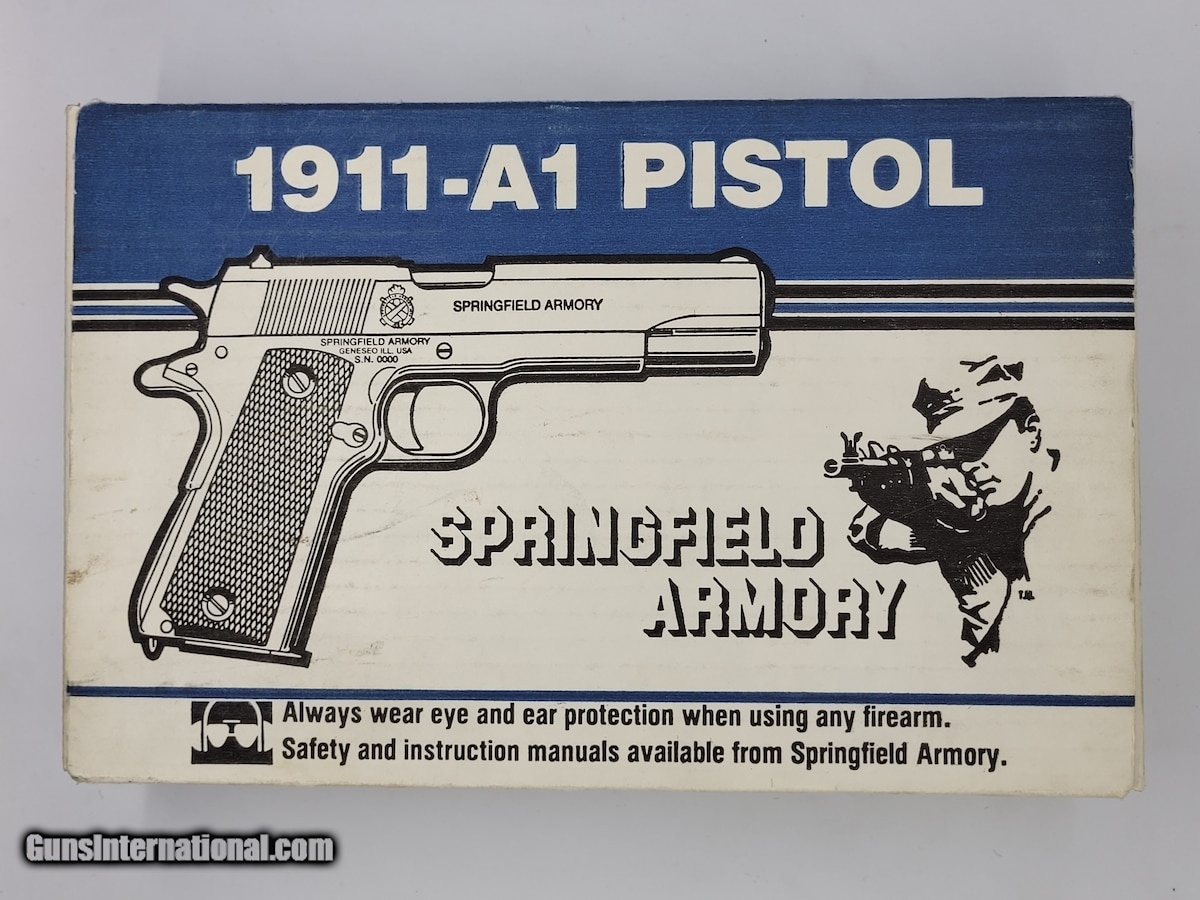 1911-A1 PISTOL
SPRINGFIELD ARMORY
SPRINGFIELD ARMORY
GENESEO ILL. USA
S.N. 0000
SPRINGFIELD
ARMORY
T.B.
Always wear eye and ear protection when using any firearm.
Safety and instruction manuals available from Springfield Armory.
GunsInternational.com